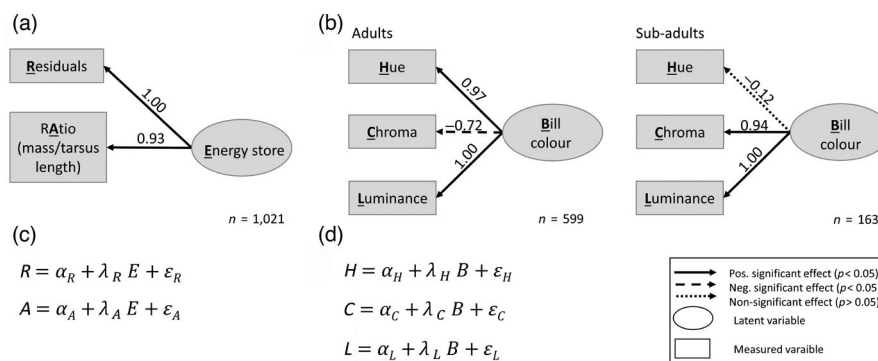 (a)
Residuals
1.00
RAtio
(mass/tarsus
length)
0.93
Energy store
n = 1,021
(b)
Adults
Hue
0.97
Chroma
−0.72
Bill
colour
1.00
Luminance
n = 599
Sub-adults
Hue
−0.12
Chroma
0.94
Bill
colour
1.00
Luminance
n = 163
(c)
R = α_R + λ_R E + ε_R
A = α_A + λ_A E + ε_A
(d)
H = α_H + λ_H B + ε_H
C = α_C + λ_C B + ε_C
L = α_L + λ_L B + ε_L
Pos. significant effect (p< 0.05)
Neg. significant effect (p< 0.05
Non-significant effect (p> 0.05)
Latent variable
Measured varaible